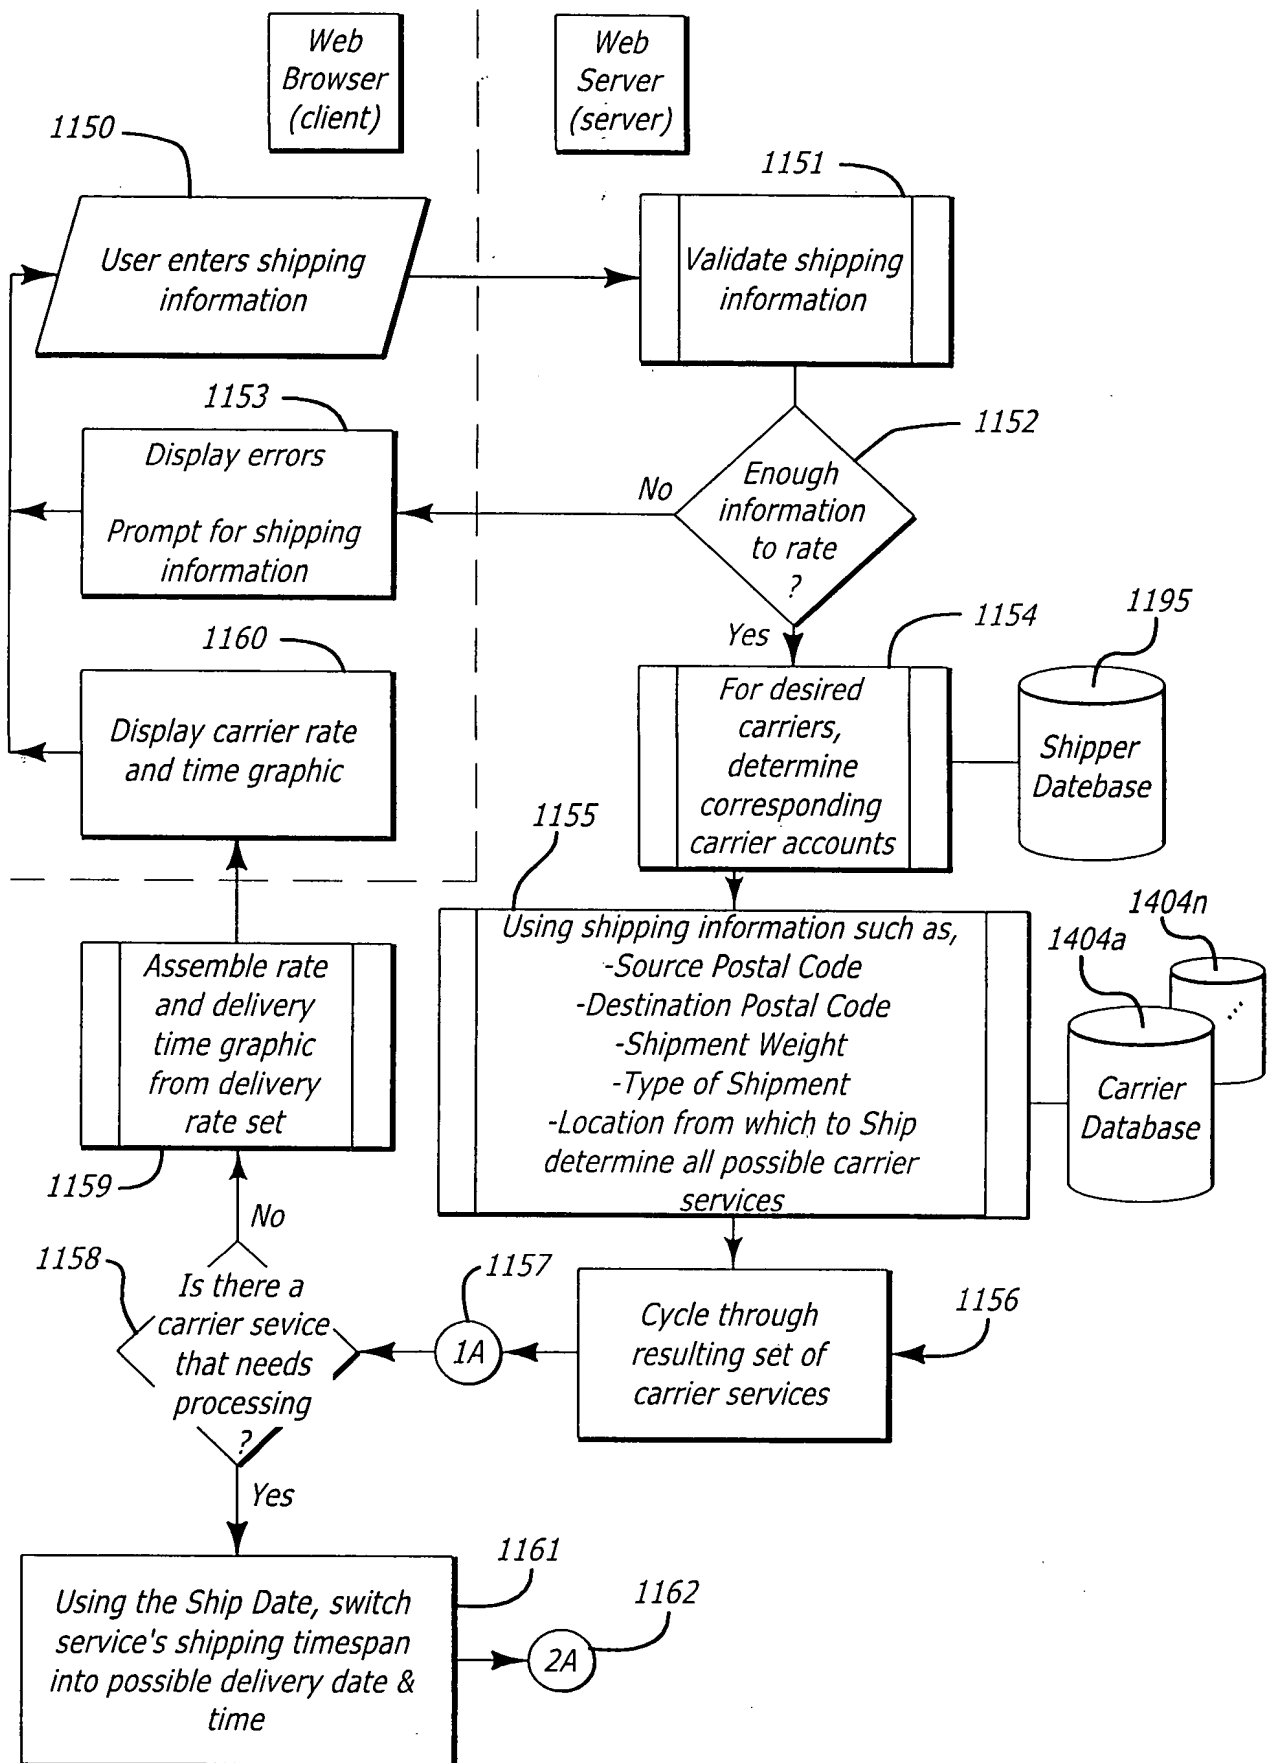 Web
Browser
(client)
Web
Server
(server)
1150
1151
User enters shipping
information
Validate shipping
information
1153
1152
Display errors
Prompt for shipping
information
No
Enough
information
to rate
?
Yes
1160
1154
1195
Display carrier rate
and time graphic
For desired
carriers,
determine
corresponding
carrier accounts
Shipper
Datebase
1155
1404n
1404a
Using shipping information such as,
-Source Postal Code
-Destination Postal Code
-Shipment Weight
-Type of Shipment
-Location from which to Ship
determine all possible carrier
services
Carrier
Database
Assemble rate
and delivery
time graphic
from delivery
rate set
1159
No
1158
Is there a
carrier sevice
that needs
processing
?
1157
1A
Cycle through
resulting set of
carrier services
1156
Yes
1161
Using the Ship Date, switch
service's shipping timespan
into possible delivery date &
time
1162
2A